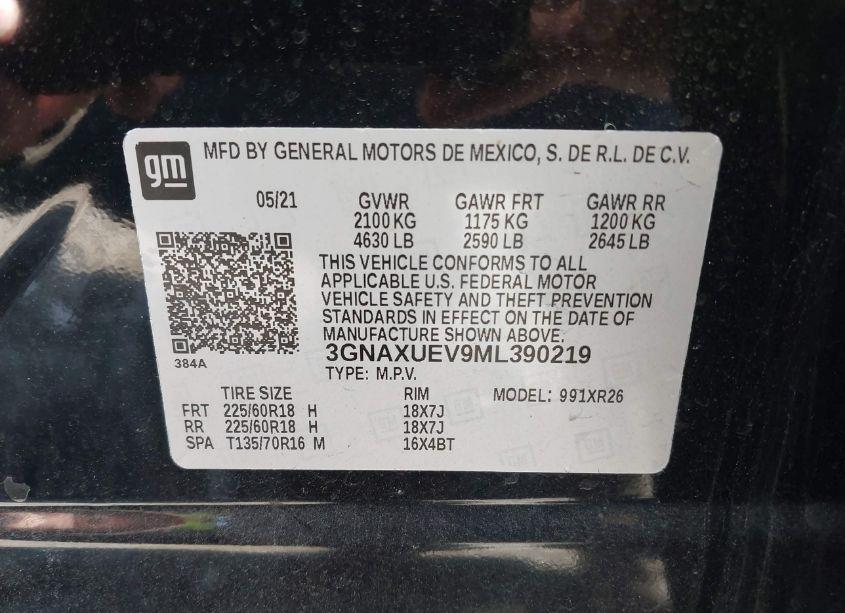 gm MFD BY GENERAL MOTORS DE MEXICO, S. DE R.L. DE C.V.
05/21 GVWR GAWR FRT GAWR RR
2100 KG 1175 KG 1200 KG
4630 LB 2590 LB 2645 LB
THIS VEHICLE CONFORMS TO ALL
APPLICABLE U.S. FEDERAL MOTOR
VEHICLE SAFETY AND THEFT PREVENTION
STANDARDS IN EFFECT ON THE DATE OF
MANUFACTURE SHOWN ABOVE.
3GNAXUEV9ML390219
384A
TYPE: M.P.V.
TIRE SIZE RIM MODEL: 991XR26
FRT 225/60R18 H 18X7J
RR 225/60R18 H 18X7J
SPA T135/70R16 M 16X4BT